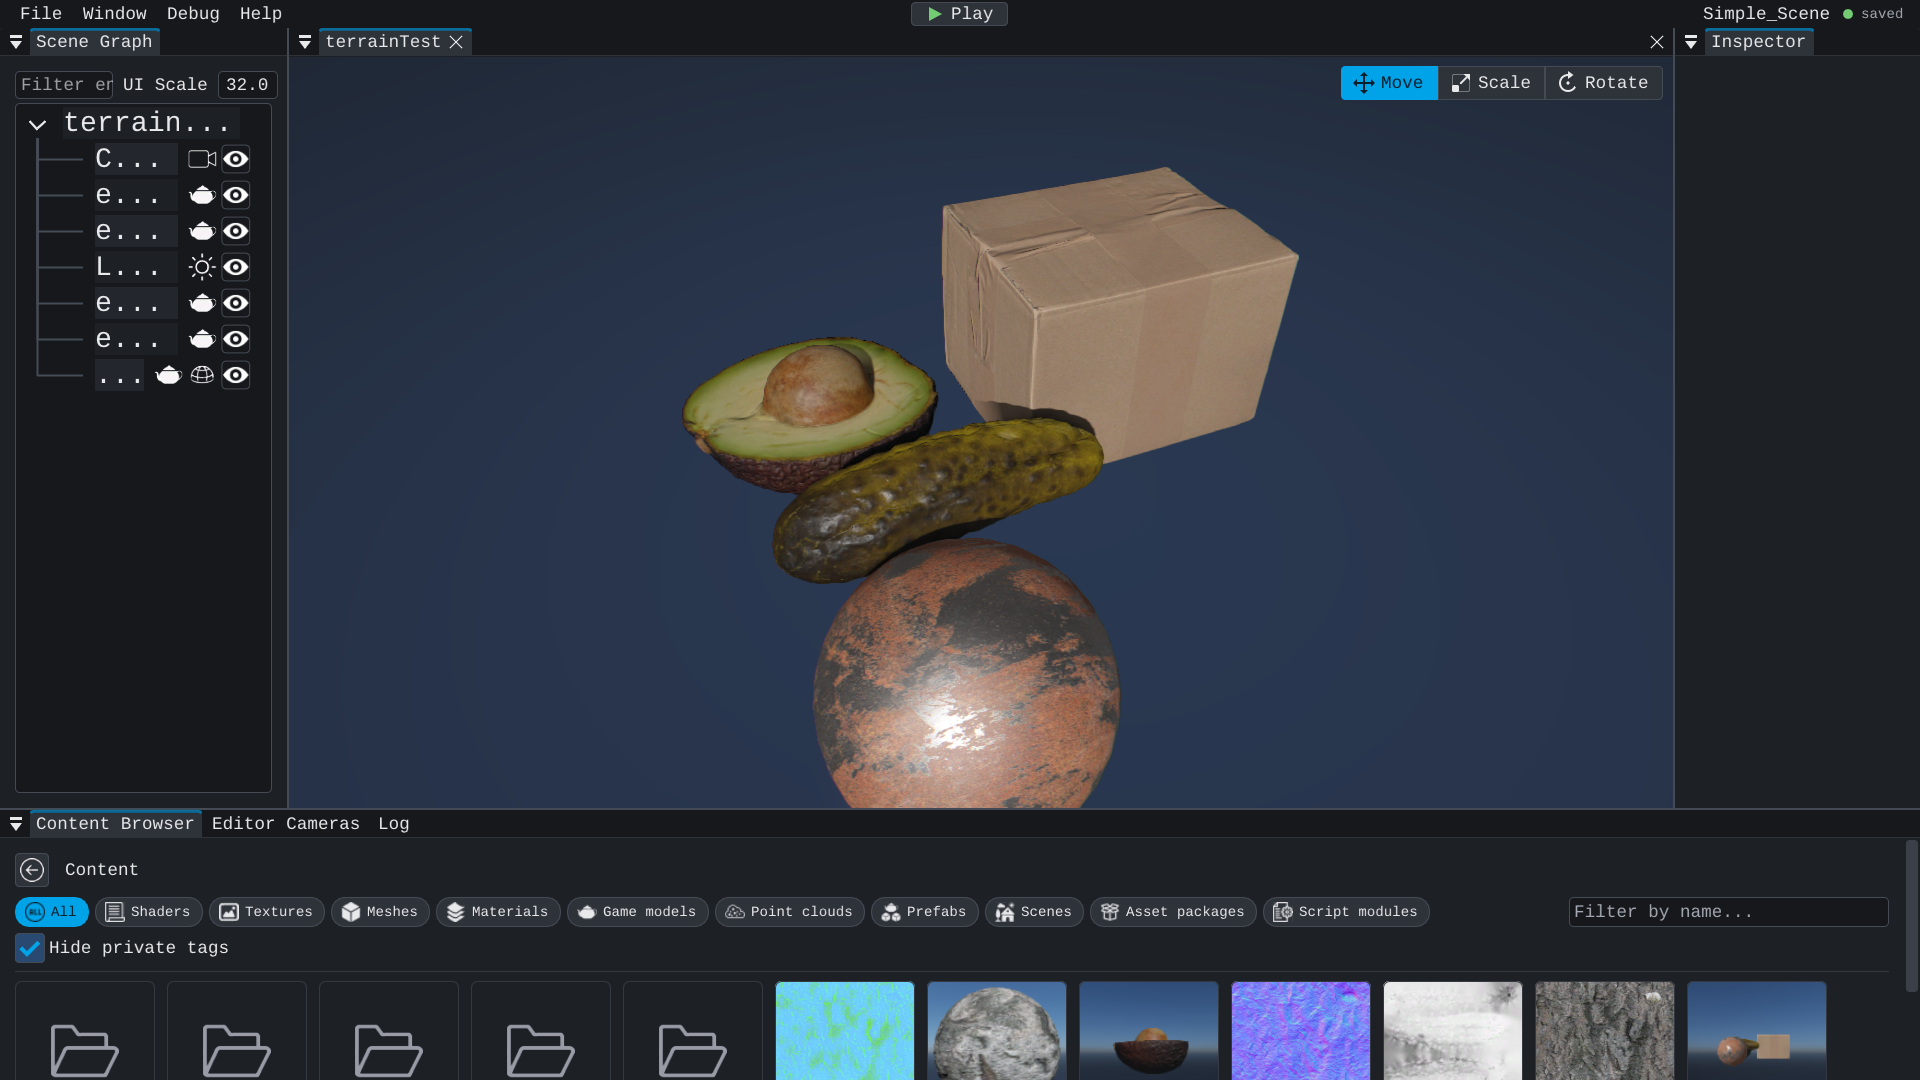 File Window Debug Help
Play
Simple_Scene saved
Scene Graph
terrainTest
Inspector
Filter er UI Scale 32.0
Move Scale Rotate
terrain...
C...
e...
e...
L...
e...
e...
...
Content Browser Editor Cameras Log
Content
ALL All Shaders Textures Meshes Materials Game models Point clouds Prefabs Scenes Asset packages Script modules
Filter by name...
Hide private tags